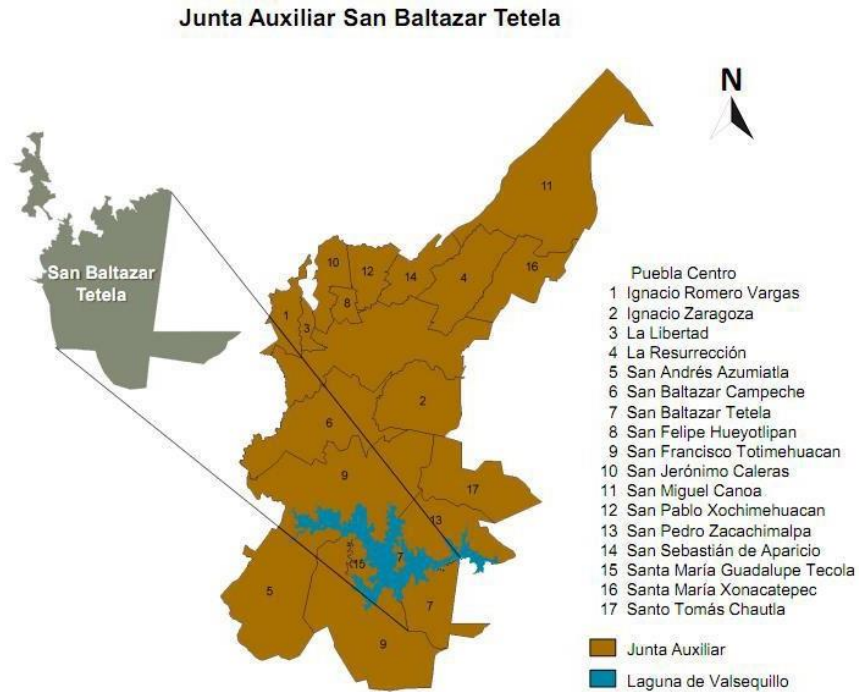 Junta Auxiliar San Baltazar Tetela
N
San Baltazar
Tetela
11
10
12
14
4
16
8
1
3
2
6
9
17
13
15
7
5
7
9
Puebla Centro
1 Ignacio Romero Vargas
2 Ignacio Zaragoza
3 La Libertad
4 La Resurrección
5 San Andrés Azumiatla
6 San Baltazar Campeche
7 San Baltazar Tetela
8 San Felipe Hueyotlipan
9 San Francisco Totimehuacan
10 San Jerónimo Caleras
11 San Miguel Canoa
12 San Pablo Xochimehuacan
13 San Pedro Zacachimalpa
14 San Sebastián de Aparicio
15 Santa María Guadalupe Tecola
16 Santa María Xonacatepec
17 Santo Tomás Chautla
Junta Auxiliar
Laguna de Valsequillo